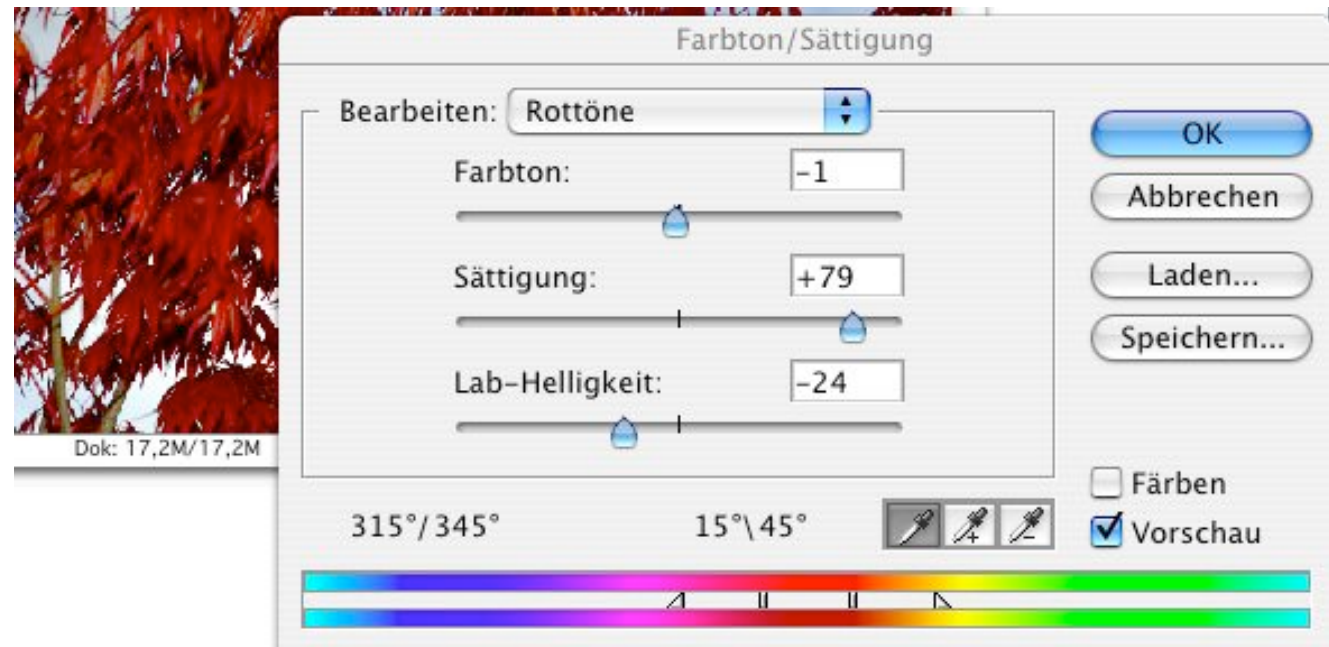 Farbton/Sättigung
Bearbeiten: Rottöne
OK
Farbton: -1
Abbrechen
Sättigung: +79
Laden...
Speichern...
Lab-Helligkeit: -24
Dok: 17,2M/17,2M
Färben
315°/345° 15°\45°
Vorschau